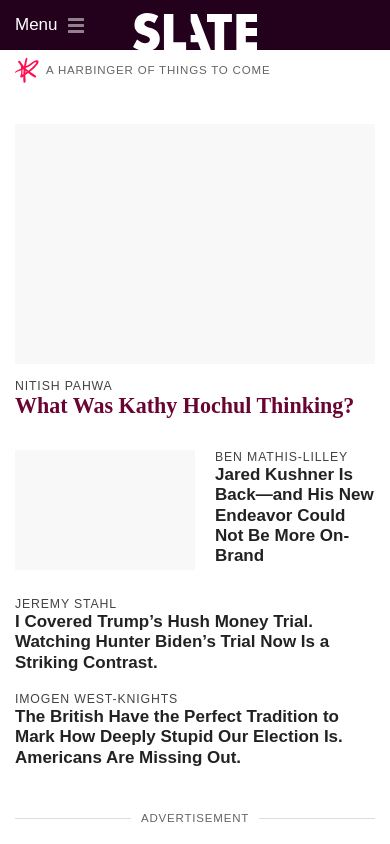 Menu
SLATE
A HARBINGER OF THINGS TO COME
NITISH PAHWA
What Was Kathy Hochul Thinking?
BEN MATHIS-LILLEY
Jared Kushner Is
Back—and His New
Endeavor Could
Not Be More On-
Brand
JEREMY STAHL
I Covered Trump’s Hush Money Trial.
Watching Hunter Biden’s Trial Now Is a
Striking Contrast.
IMOGEN WEST-KNIGHTS
The British Have the Perfect Tradition to
Mark How Deeply Stupid Our Election Is.
Americans Are Missing Out.
ADVERTISEMENT